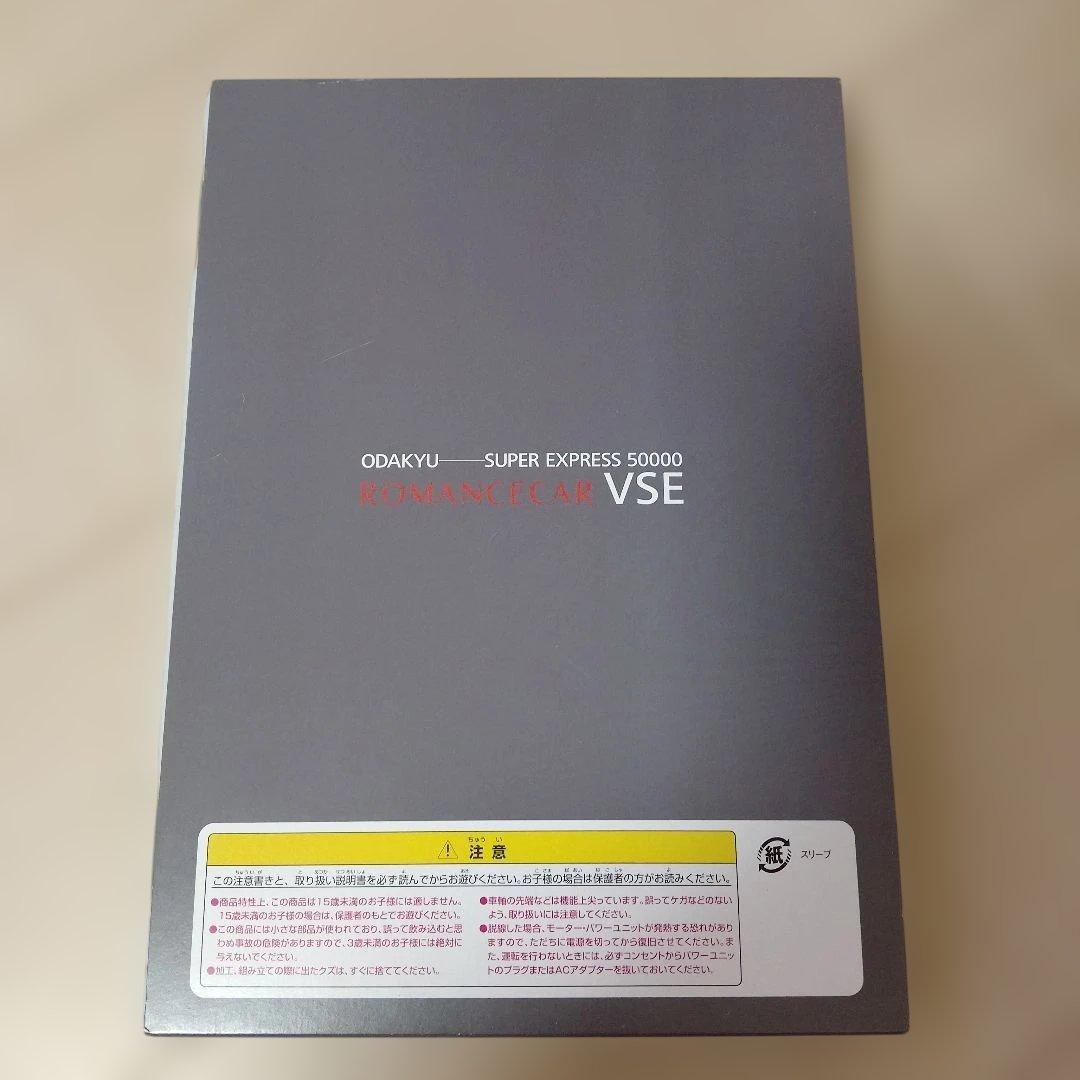 ODAKYU——SUPER EXPRESS 50000
ROMANCECAR VSE
ちゅう い
⚠ 注意
この注意書きと、取り扱い説明書を必ず読んでからお遊びください。お子様の場合は保護者の方がお読みください。
●商品特性上、この商品は15歳未満のお子様には適しません。
15歳未満のお子様の場合は、保護者のもとでお遊びください。
●この商品には小さな部品が使われており、誤って飲み込むと思
わぬ事故の危険がありますので、3歳未満のお子様には絶対に
与えないでください。
●加工、組み立ての際に出たクズは、すぐに捨ててください。
●車軸の先端などは機能上尖っています。誤ってケガなどのない
よう、取り扱いには注意してください。
●脱線した場合、モーター・パワーユニットが発熱する恐れがあり
ますので、ただちに電源を切ってから復旧させてください。ま
た、運転を行わないときには、必ずコンセントからパワーユニッ
トのプラグまたはACアダプターを抜いておいてください。
紙 スリーブ